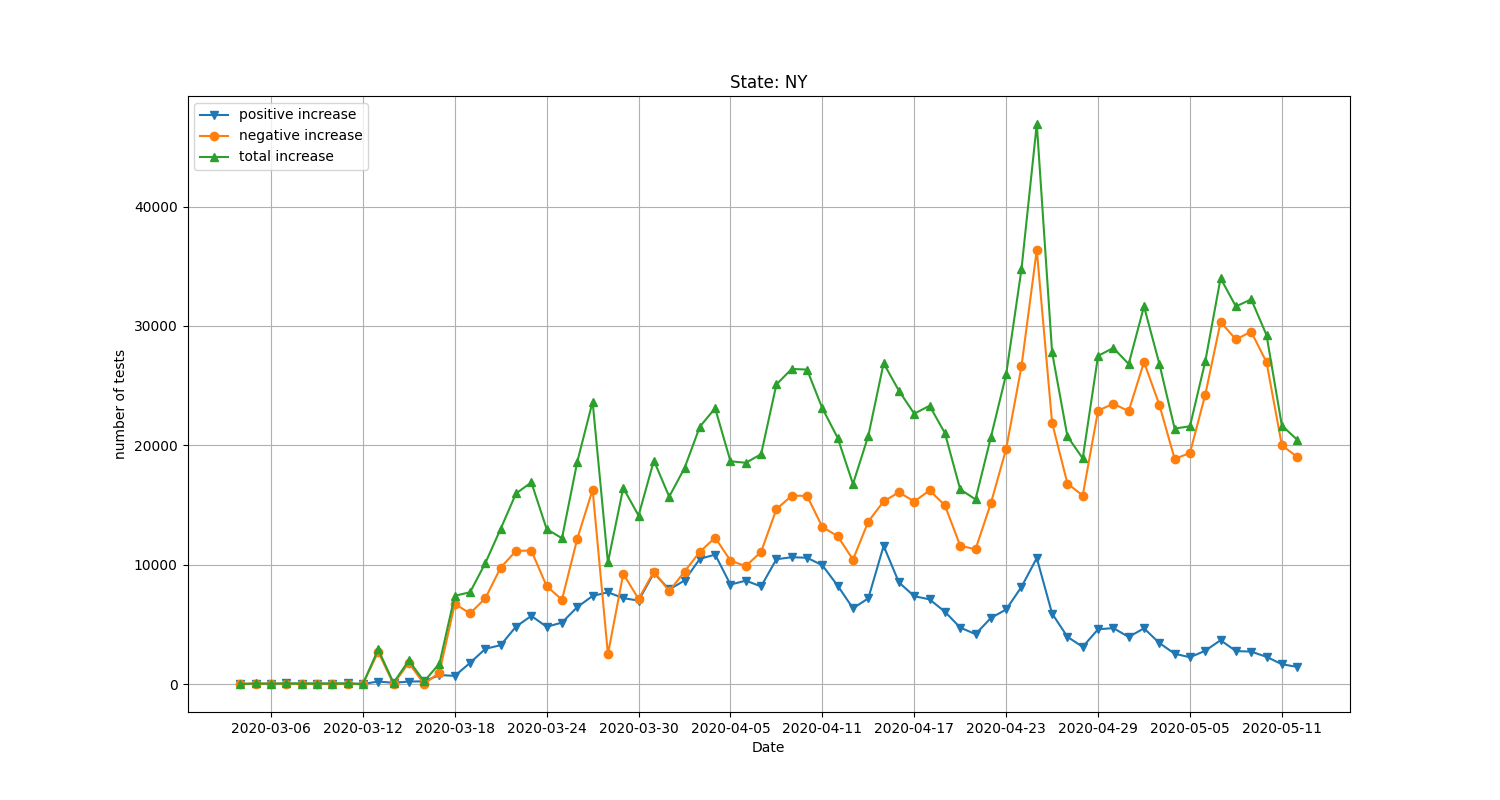 State: NY
positive increase
negative increase
total increase
number of tests
40000
30000
20000
10000
0
2020-03-06 2020-03-12 2020-03-18 2020-03-24 2020-03-30 2020-04-05 2020-04-11 2020-04-17 2020-04-23 2020-04-29 2020-05-05 2020-05-11
Date